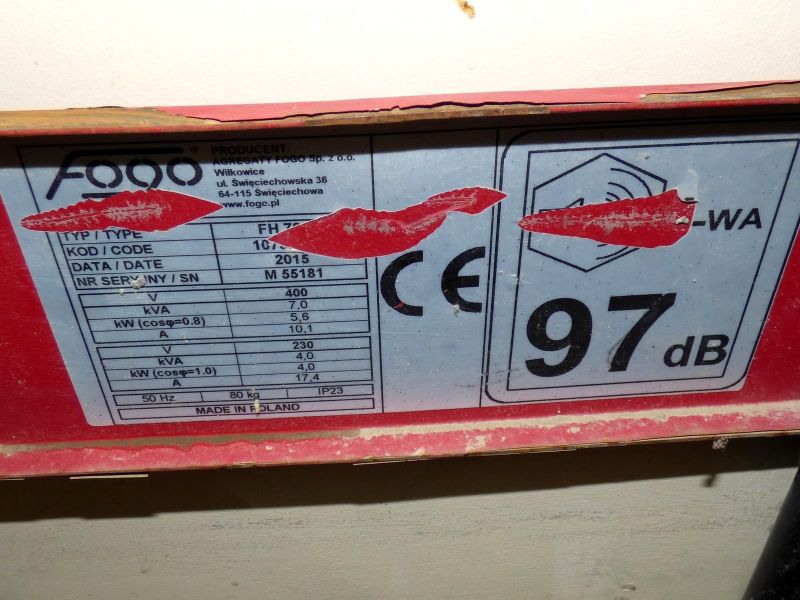 FOGO
PRODUCENT:
AGREGATY FOGO Sp. z o.o.
Wilkowice
ul. Święciechowska 36
64-115 Święciechowa
www.fogo.pl
TYP / TYPE FH
KOD / CODE
DATA / DATE 2015
NR SERYJNY / SN M 55181
V 400
kVA 7,0
kW (cosφ=0.8) 5,6
A 10,1
V 230
kVA 4,0
kW (cosφ=1.0) 4,0
A 17,4
50 Hz 80 kg IP23
MADE IN POLAND
CE
-WA
97 dB